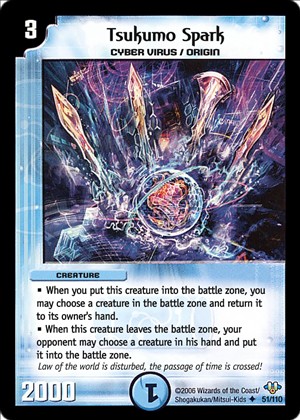 3
Tsukumo Spark
CYBER VIRUS / ORIGIN
CREATURE
▪ When you put this creature into the battle zone, you
may choose a creature in the battle zone and return it
to its owner's hand.
▪ When this creature leaves the battle zone, your
opponent may choose a creature in his hand and put
it into the battle zone.
Law of the world is disturbed, the passage of time is crossed!
2000
1
©2006 Wizards of the Coast/
Shogakukan/Mitsui-Kids ♦ 51/110